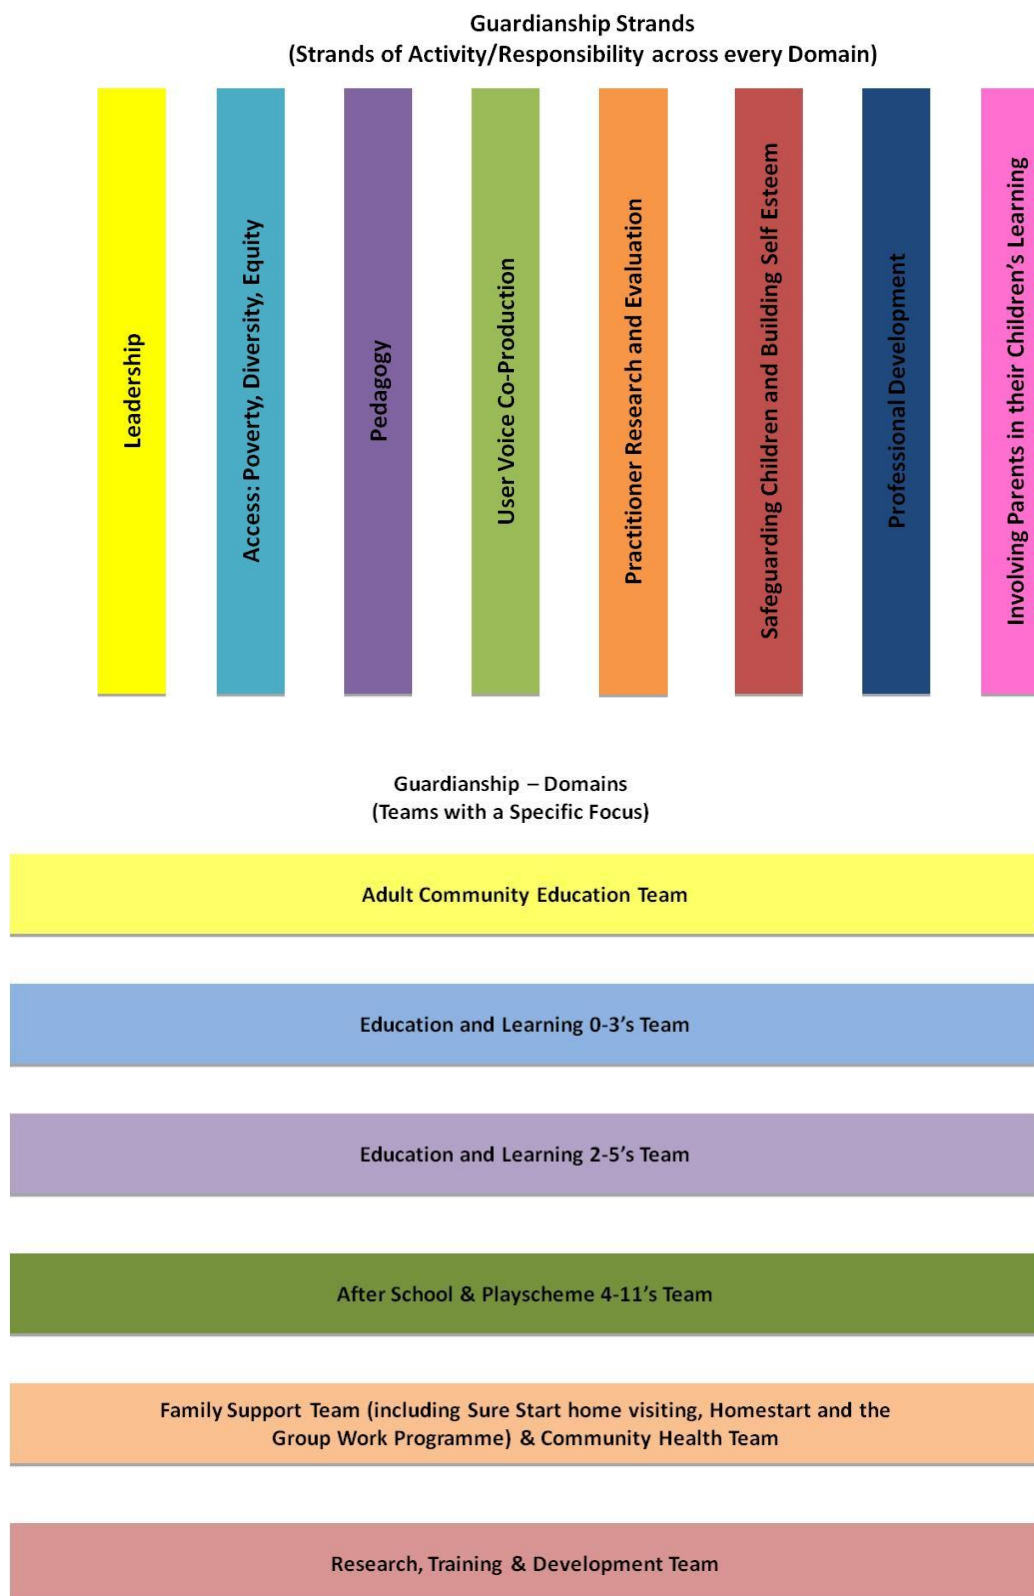 Guardianship Strands
(Strands of Activity/Responsibility across every Domain)
Leadership
Access: Poverty, Diversity, Equity
Pedagogy
User Voice Co-Production
Practitioner Research and Evaluation
Safeguarding Children and Building Self Esteem
Professional Development
Involving Parents in their Children’s Learning
Guardianship – Domains
(Teams with a Specific Focus)
Adult Community Education Team
Education and Learning 0-3’s Team
Education and Learning 2-5’s Team
After School & Playscheme 4-11’s Team
Family Support Team (including Sure Start home visiting, Homestart and the
Group Work Programme) & Community Health Team
Research, Training & Development Team